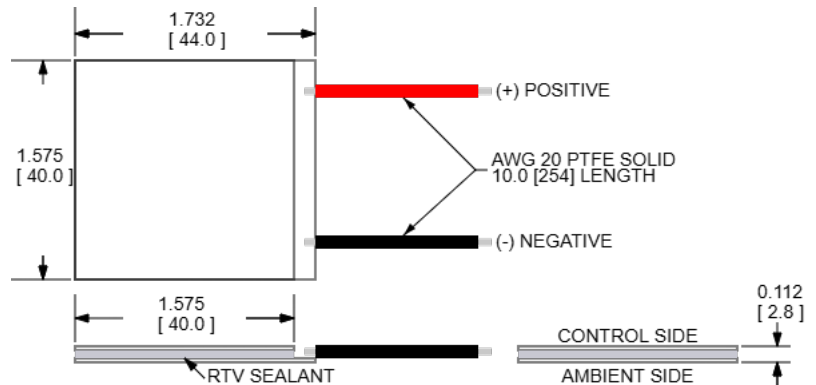 1.732
[ 44.0 ]
(+) POSITIVE
1.575
[ 40.0 ]
AWG 20 PTFE SOLID
10.0 [254] LENGTH
(-) NEGATIVE
1.575
[ 40.0 ]
0.112
[ 2.8 ]
CONTROL SIDE
RTV SEALANT
AMBIENT SIDE